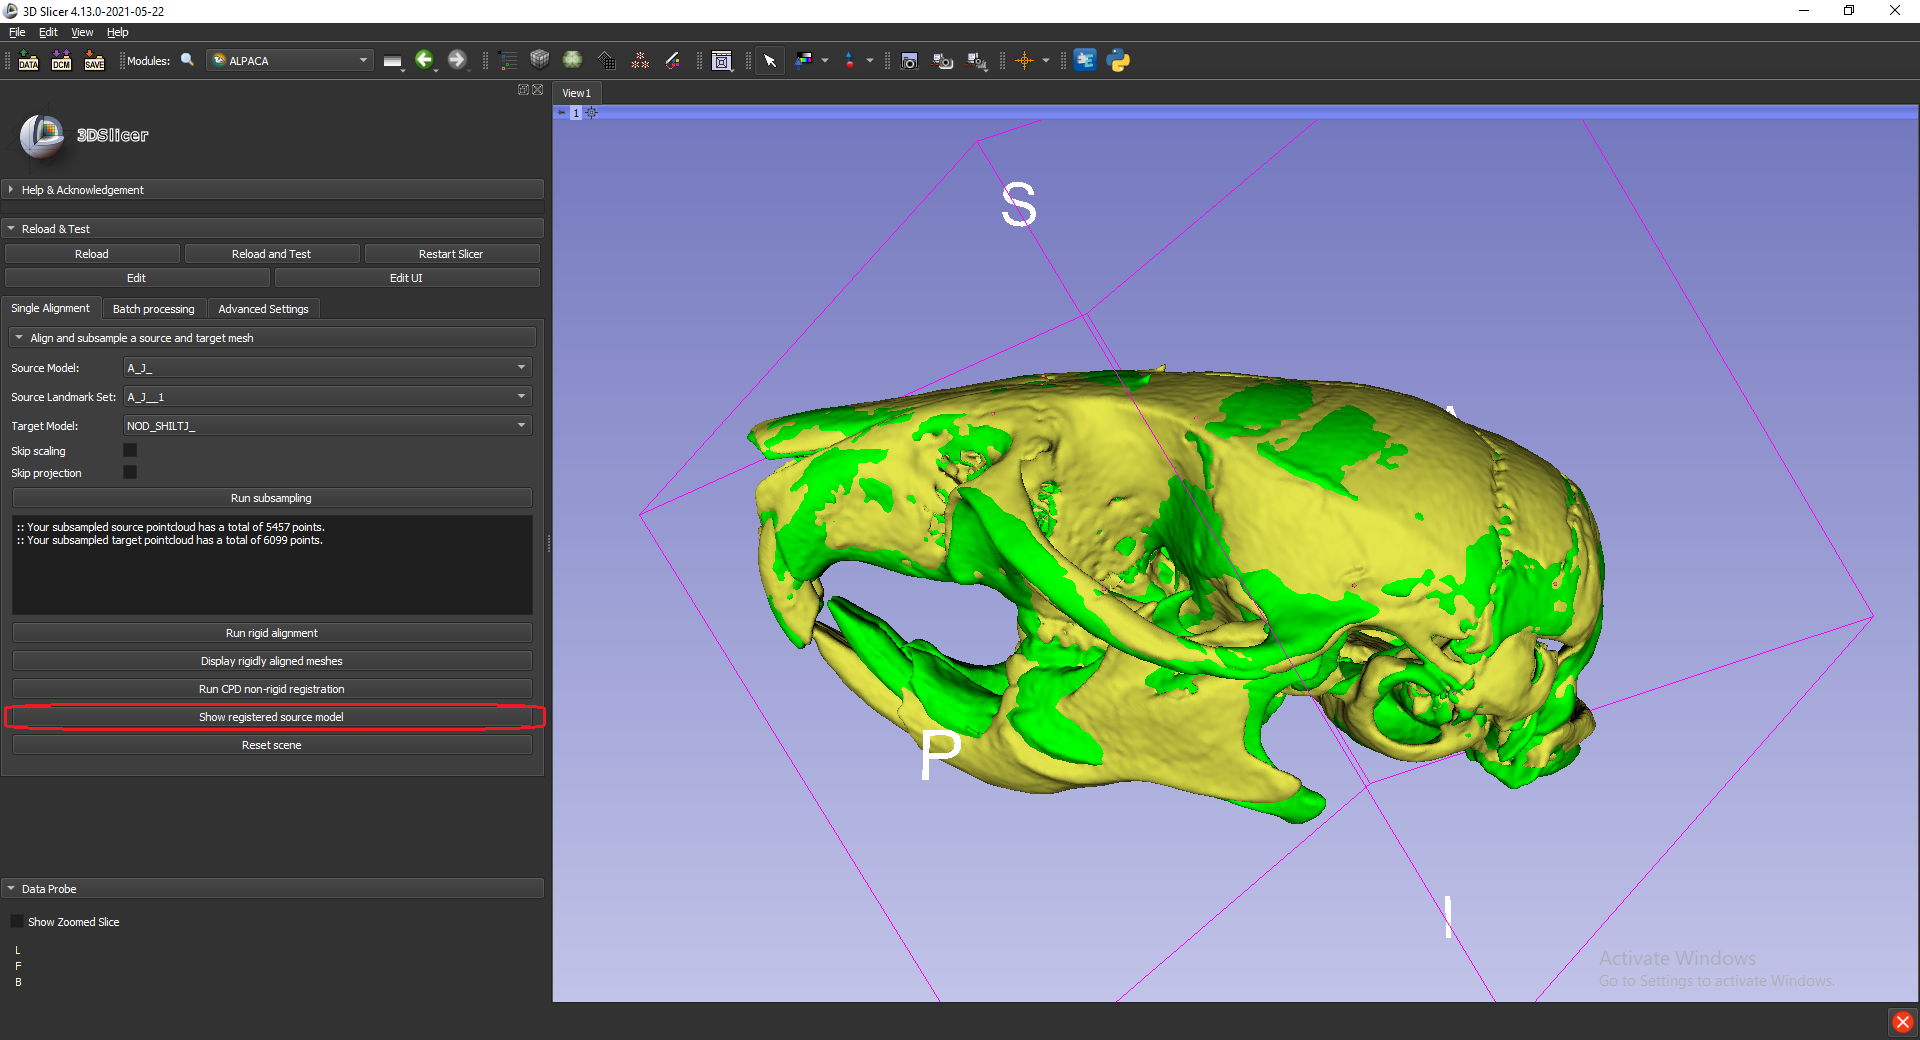 3D Slicer 4.13.0-2021-05-22
File Edit View Help
DATA DCM SAVE Modules: ALPACA
View1
1
3DSlicer
Help & Acknowledgement
Reload & Test
Reload Reload and Test Restart Slicer
Edit Edit UI
Single Alignment Batch processing Advanced Settings
Align and subsample a source and target mesh
Source Model: A_J_
Source Landmark Set: A_J__1
Target Model: NOD_SHILTJ_
Skip scaling
Skip projection
Run subsampling
:: Your subsampled source pointcloud has a total of 5457 points.
:: Your subsampled target pointcloud has a total of 6099 points.
Run rigid alignment
Display rigidly aligned meshes
Run CPD non-rigid registration
Show registered source model
Reset scene
Data Probe
Show Zoomed Slice
L
F
B
S
A
P
I
Activate Windows
Go to Settings to activate Windows.